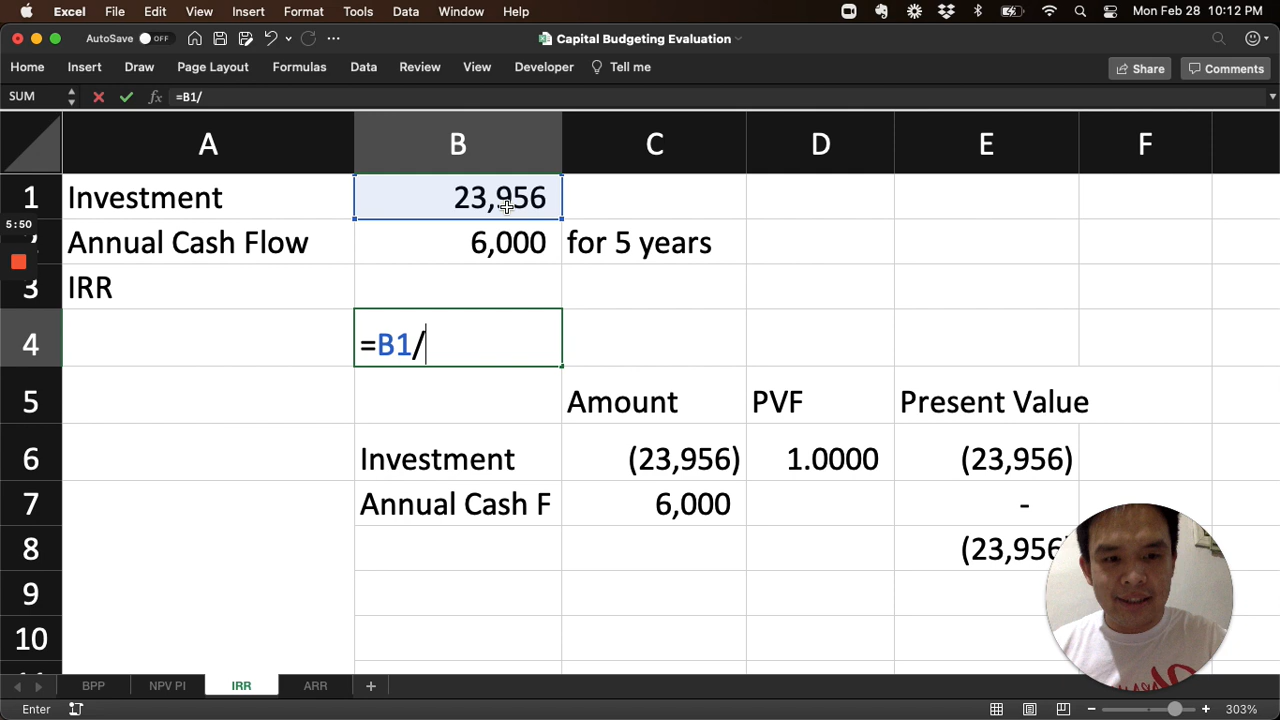 Excel File Edit View Insert Format Tools Data Window Help Mon Feb 28 10:12 PM
AutoSave OFF Capital Budgeting Evaluation
Home Insert Draw Page Layout Formulas Data Review View Developer Tell me Share Comments
SUM fx =B1/
A B C D E F
1 Investment 23,956
5:50
Annual Cash Flow 6,000 for 5 years
3 IRR
4 =B1/
5 Amount PVF Present Value
6 Investment (23,956) 1.0000 (23,956)
7 Annual Cash F 6,000 -
8 (23,956
9
10
BPP NPV PI IRR ARR +
Enter 303%